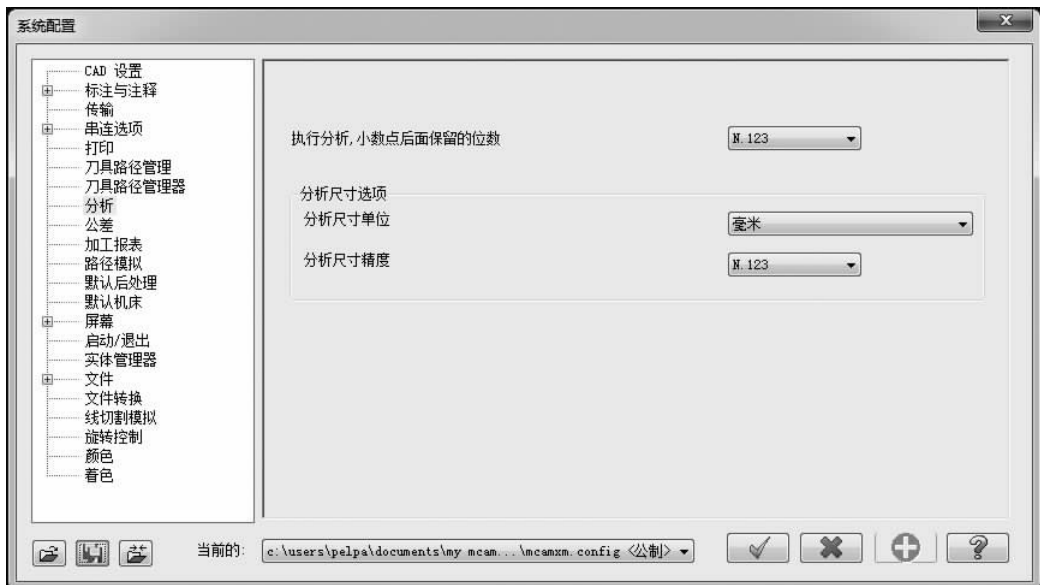 系统配置
CAD 设置
标注与注释
传输
串连选项
打印
刀具路径管理
刀具路径管理器
分析
公差
加工报表
路径模拟
默认后处理
默认机床
屏幕
启动/退出
实体管理器
文件
文件转换
线切割模拟
旋转控制
颜色
着色
执行分析,小数点后面保留的位数
N.123
分析尺寸选项
分析尺寸单位
毫米
分析尺寸精度
N.123
当前的:
c:\users\pelpa\documents\my mcam...\mcamxm.config <公制>